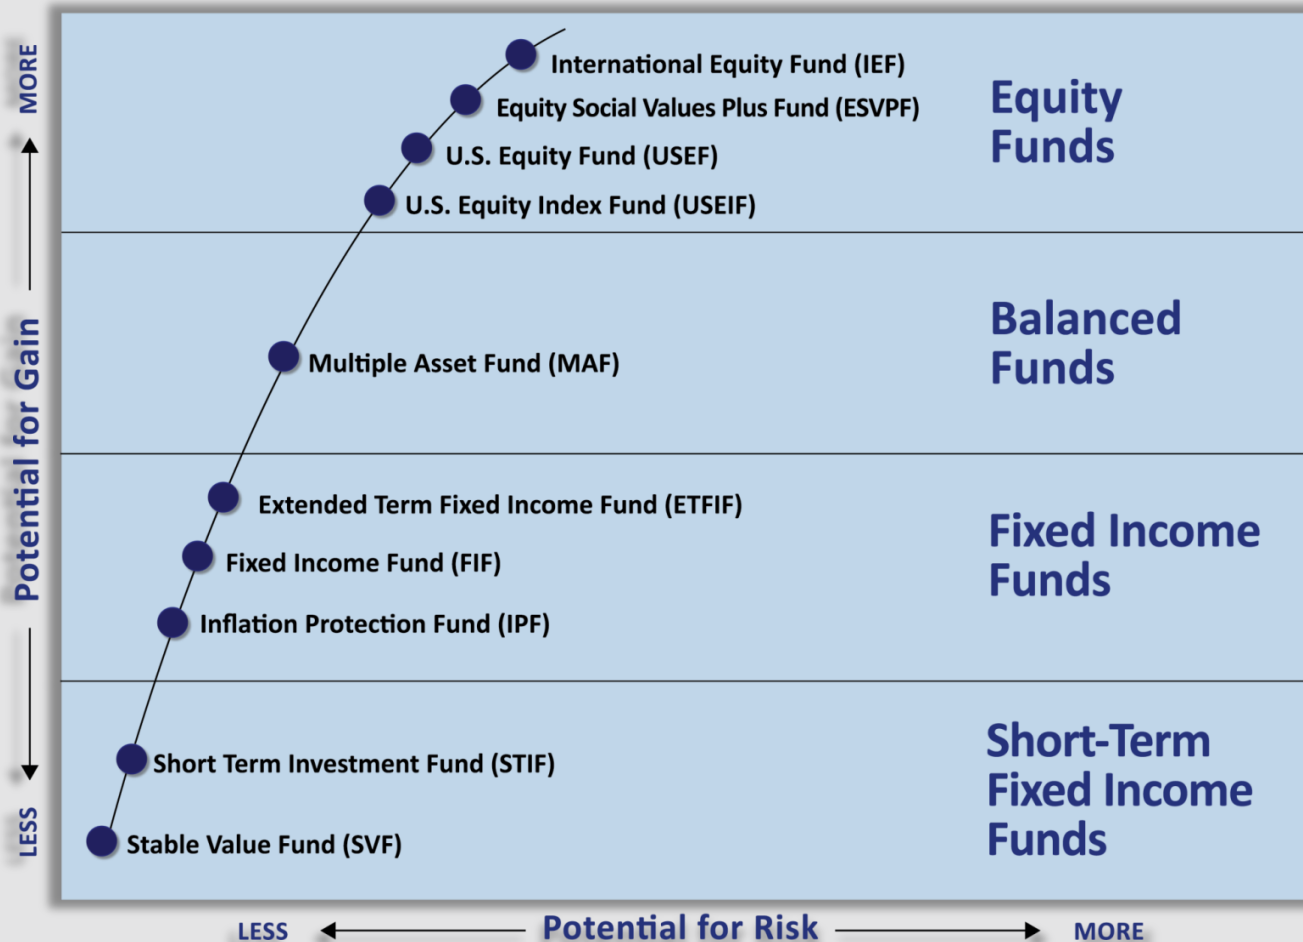 MORE
Potential for Gain
LESS
International Equity Fund (IEF)
Equity Social Values Plus Fund (ESVPF)
U.S. Equity Fund (USEF)
U.S. Equity Index Fund (USEIF)
Equity
Funds
Multiple Asset Fund (MAF)
Balanced
Funds
Extended Term Fixed Income Fund (ETFIF)
Fixed Income Fund (FIF)
Inflation Protection Fund (IPF)
Fixed Income
Funds
Short Term Investment Fund (STIF)
Stable Value Fund (SVF)
Short-Term
Fixed Income
Funds
LESS
Potential for Risk
MORE